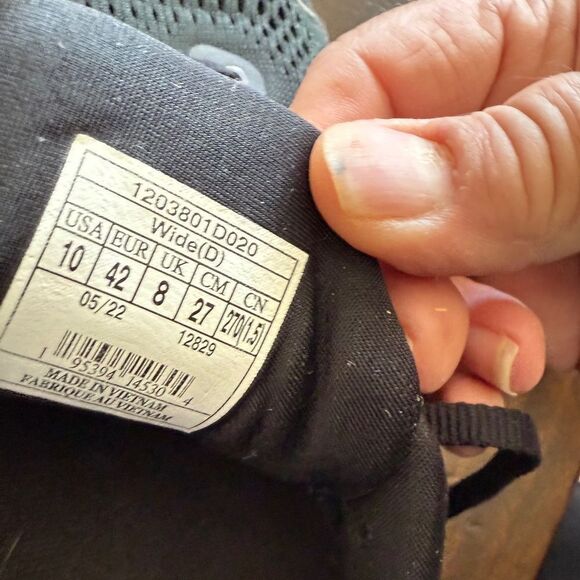 1203801D020
Wide(D)
USA EUR UK CM CN
10 42 8 27 270(1.5)
05/22 12829
1 95394 14530 4
MADE IN VIETNAM
FABRIQUE AU VIETNAM